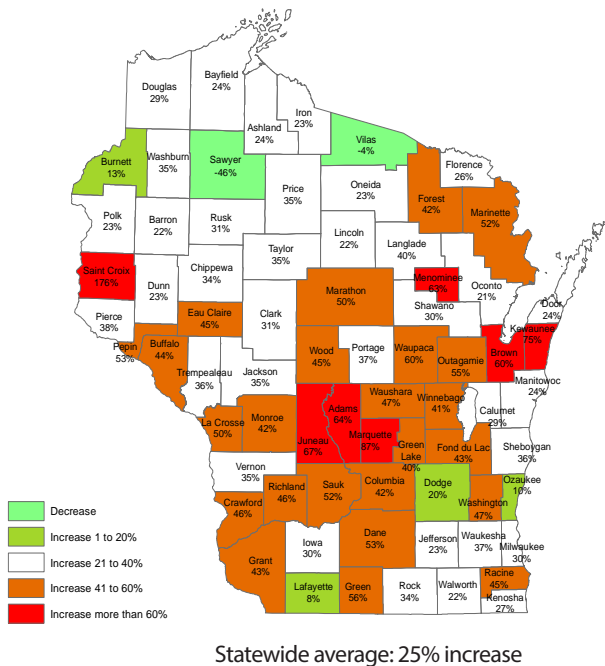 Douglas
29%
Bayfield
24%
Iron
23%
Ashland
24%
Vilas
-4%
Burnett
13%
Washburn
35%
Sawyer
-46%
Florence
26%
Price
35%
Oneida
23%
Forest
42%
Marinette
52%
Polk
23%
Barron
22%
Rusk
31%
Lincoln
22%
Langlade
40%
Taylor
35%
Saint Croix
176%
Chippewa
34%
Dunn
23%
Menominee
63%
Oconto
21%
Marathon
50%
Shawano
30%
Door
24%
Pierce
38%
Eau Claire
45%
Clark
31%
Kewaunee
75%
Pepin
53%
Buffalo
44%
Wood
45%
Portage
37%
Waupaca
60%
Outagamie
55%
Brown
60%
Trempealeau
36%
Jackson
35%
Manitowoc
24%
Waushara
47%
Winnebago
41%
Calumet
29%
Adams
64%
La Crosse
50%
Monroe
42%
Juneau
67%
Marquette
87%
Green
Lake
40%
Fond du Lac
43%
Sheboygan
36%
Vernon
35%
Richland
46%
Sauk
52%
Columbia
42%
Dodge
20%
Ozaukee
10%
Washington
47%
Crawford
46%
Dane
53%
Iowa
30%
Jefferson
23%
Waukesha
37%
Milwaukee
30%
Grant
43%
Lafayette
8%
Green
56%
Rock
34%
Walworth
22%
Racine
45%
Kenosha
27%
Decrease
Increase 1 to 20%
Increase 21 to 40%
Increase 41 to 60%
Increase more than 60%
Statewide average: 25% increase